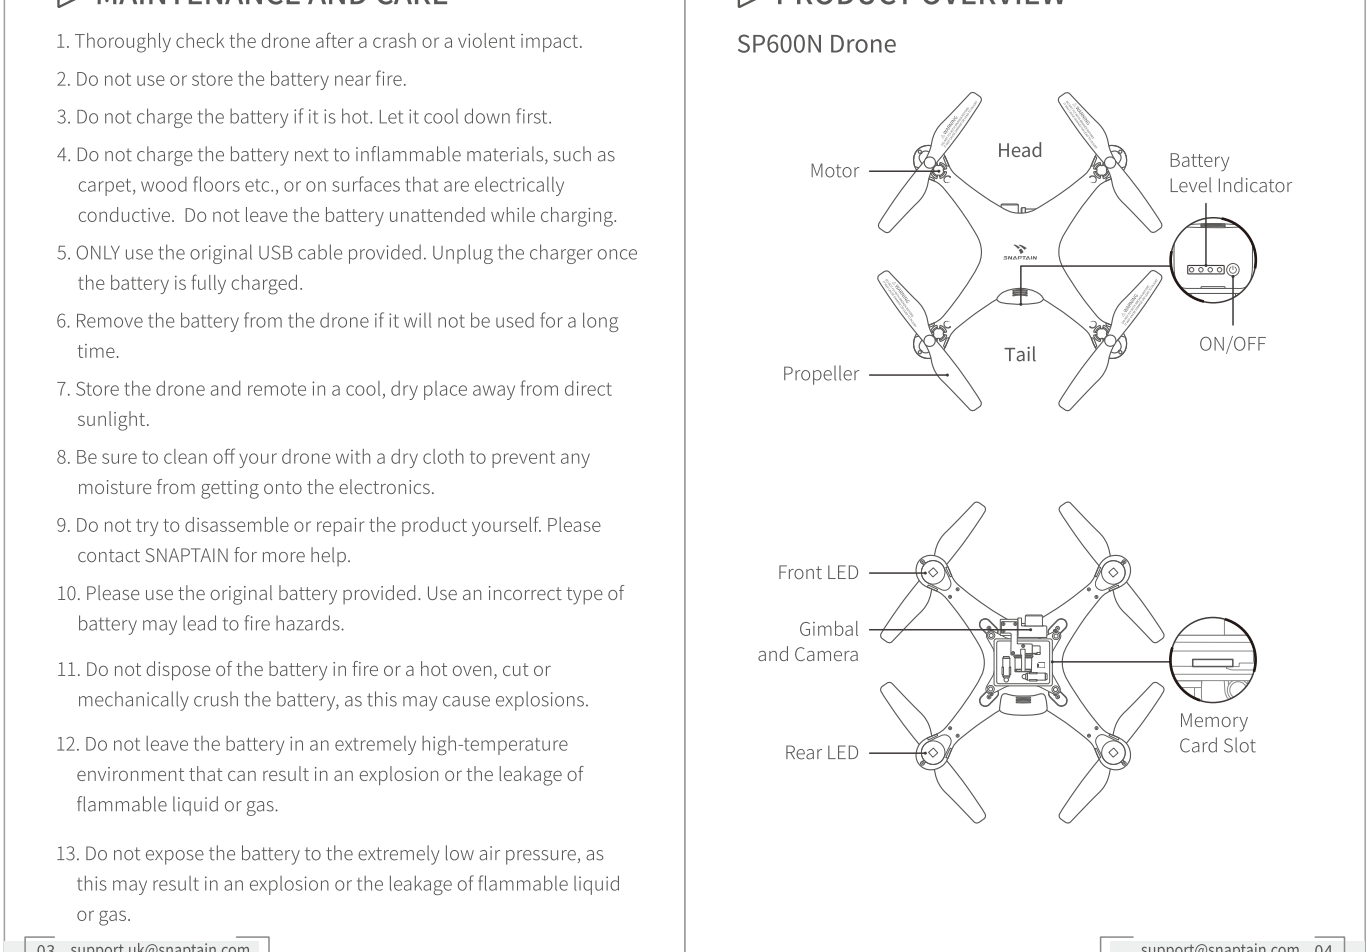 MAINTENANCE AND CARE
1. Thoroughly check the drone after a crash or a violent impact.
2. Do not use or store the battery near fire.
3. Do not charge the battery if it is hot. Let it cool down first.
4. Do not charge the battery next to inflammable materials, such as
carpet, wood floors etc., or on surfaces that are electrically
conductive.  Do not leave the battery unattended while charging.
5. ONLY use the original USB cable provided. Unplug the charger once
the battery is fully charged.
6. Remove the battery from the drone if it will not be used for a long
time.
7. Store the drone and remote in a cool, dry place away from direct
sunlight.
8. Be sure to clean off your drone with a dry cloth to prevent any
moisture from getting onto the electronics.
9. Do not try to disassemble or repair the product yourself. Please
contact SNAPTAIN for more help.
10. Please use the original battery provided. Use an incorrect type of
battery may lead to fire hazards.
11. Do not dispose of the battery in fire or a hot oven, cut or
mechanically crush the battery, as this may cause explosions.
12. Do not leave the battery in an extremely high-temperature
environment that can result in an explosion or the leakage of
flammable liquid or gas.
13. Do not expose the battery to the extremely low air pressure, as
this may result in an explosion or the leakage of flammable liquid
or gas.
03 support.uk@snaptain.com
PRODUCT OVERVIEW
SP600N Drone
WARNING
WARNING
Head
Motor
Battery
Level Indicator
SNAPTAIN
WARNING
WARNING
ON/OFF
Tail
Propeller
Front LED
Gimbal
and Camera
Memory
Card Slot
Rear LED
support@snaptain.com 04